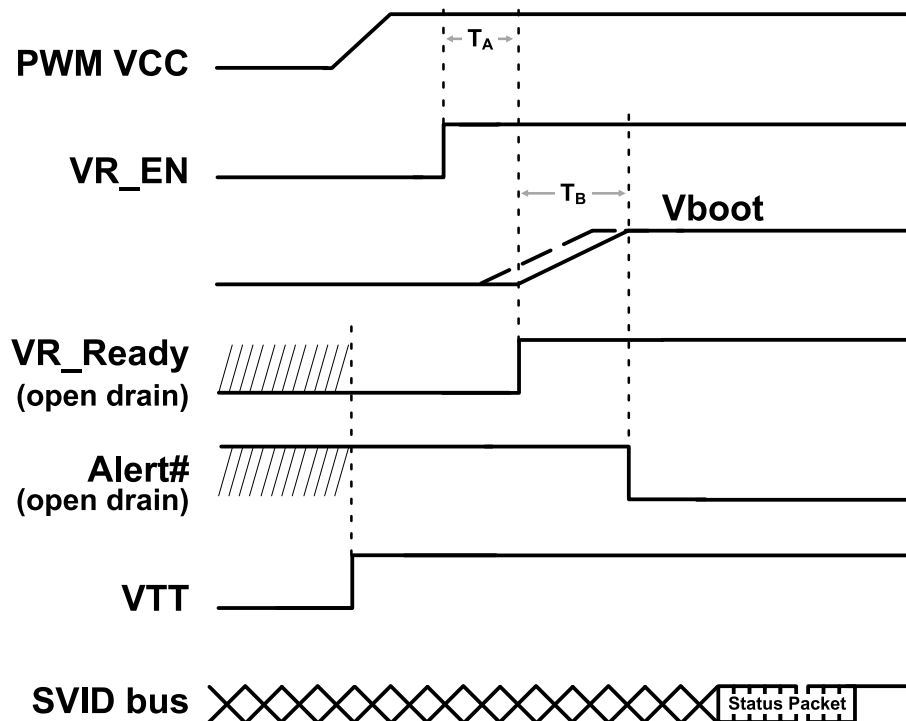 T_A
PWM VCC
VR_EN
T_B
Vboot
VR_Ready
(open drain)
Alert#
(open drain)
VTT
SVID bus
Status Packet